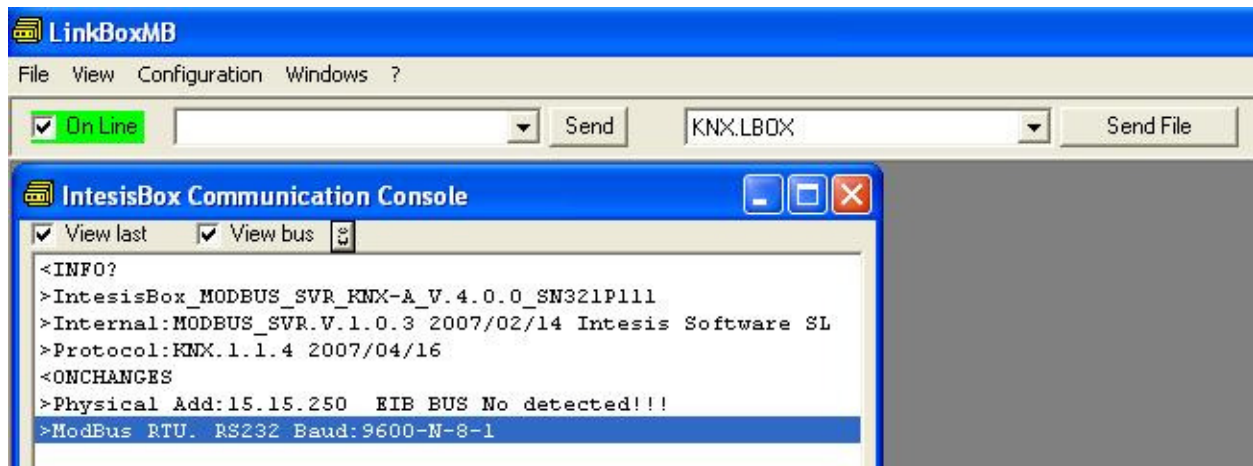 LinkBoxMB
File View Configuration Windows ?
On Line Send KNX.LBOX Send File
IntesisBox Communication Console
View last View bus
<INFO?
>IntesisBox_MODBUS_SVR_KNX-A_V.4.0.0_SN321P111
>Internal:MODBUS_SVR.V.1.0.3 2007/02/14 Intesis Software SL
>Protocol:KNX.1.1.4 2007/04/16
<ONCHANGES
>Physical Add:15.15.250 EIB BUS No detected!!!
>ModBus RTU. RS232 Baud:9600-N-8-1